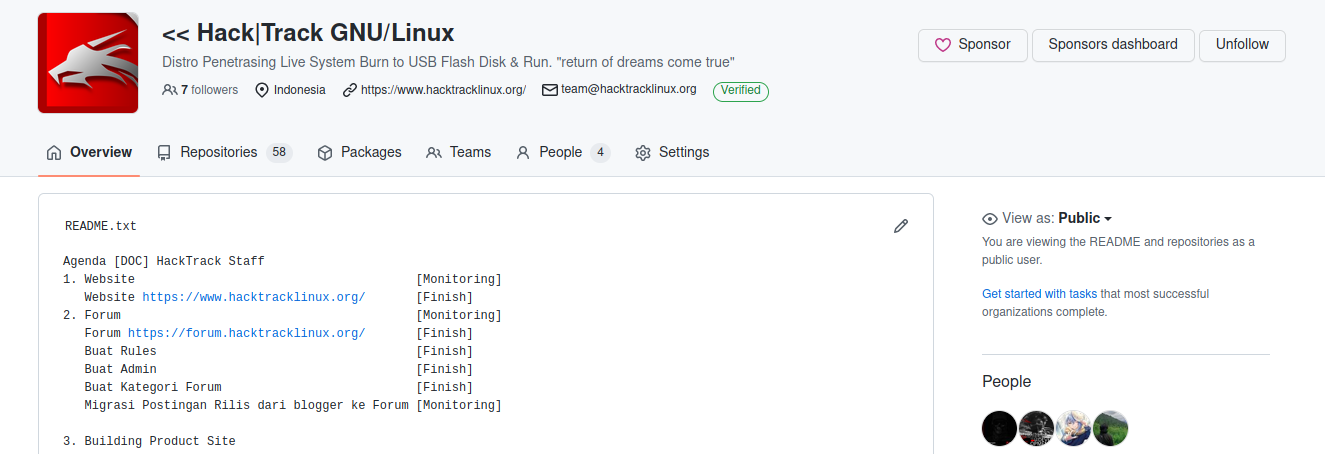 << Hack|Track GNU/Linux
Distro Penetrasing Live System Burn to USB Flash Disk & Run. "return of dreams come true"
7 followers Indonesia https://www.hacktracklinux.org/ team@hacktracklinux.org Verified
Sponsor Sponsors dashboard Unfollow
Overview Repositories 58 Packages Teams People 4 Settings
README.txt
Agenda [DOC] HackTrack Staff
1. Website [Monitoring]
Website https://www.hacktracklinux.org/ [Finish]
2. Forum [Monitoring]
Forum https://forum.hacktracklinux.org/ [Finish]
Buat Rules [Finish]
Buat Admin [Finish]
Buat Kategori Forum [Finish]
Migrasi Postingan Rilis dari blogger ke Forum [Monitoring]
3. Building Product Site
View as: Public
You are viewing the README and repositories as a
public user.
Get started with tasks that most successful
organizations complete.
People